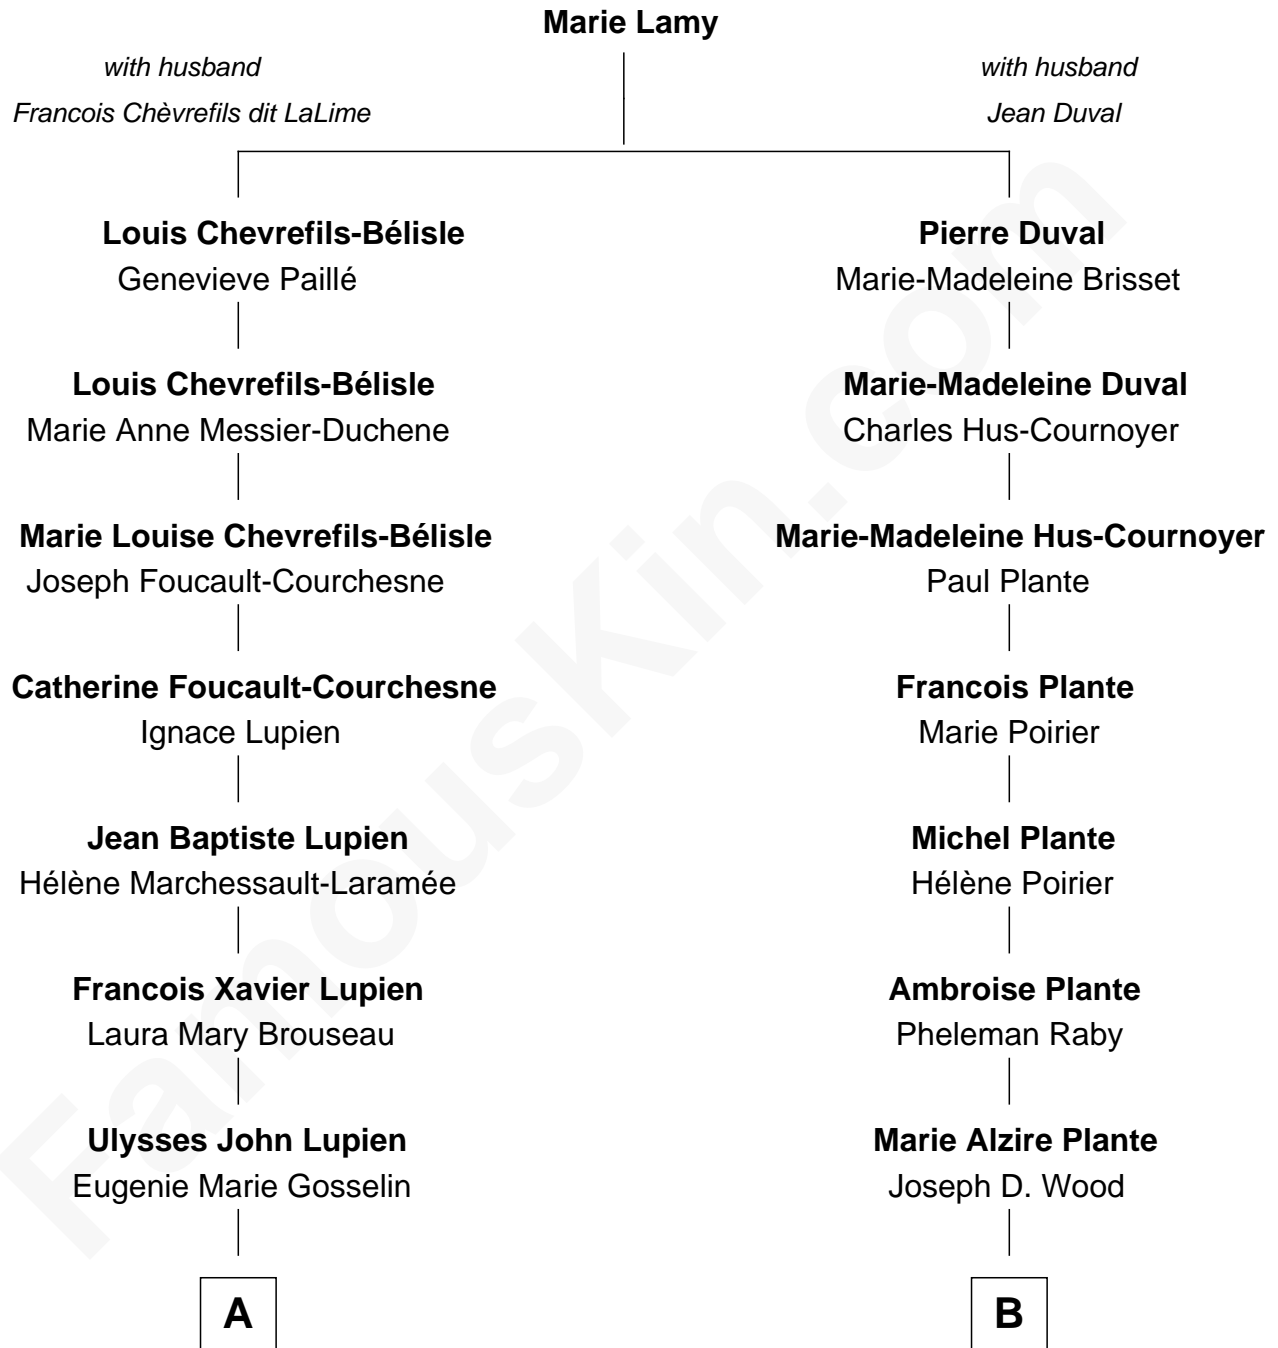 Marie Lamy
with husband
Francois Chèvrefils dit LaLime
with husband
Jean Duval
Louis Chevrefils-Bélisle
Genevieve Paillé
Pierre Duval
Marie-Madeleine Brisset
Louis Chevrefils-Bélisle
Marie Anne Messier-Duchene
Marie-Madeleine Duval
Charles Hus-Cournoyer
Marie Louise Chevrefils-Bélisle
Joseph Foucault-Courchesne
Marie-Madeleine Hus-Cournoyer
Paul Plante
Catherine Foucault-Courchesne
Ignace Lupien
Francois Plante
Marie Poirier
Jean Baptiste Lupien
Hélène Marchessault-Laramée
Michel Plante
Hélène Poirier
Francois Xavier Lupien
Laura Mary Brouseau
Ambroise Plante
Pheleman Raby
Ulysses John Lupien
Eugenie Marie Gosselin
Marie Alzire Plante
Joseph D. Wood
A
B
FamousKin.com